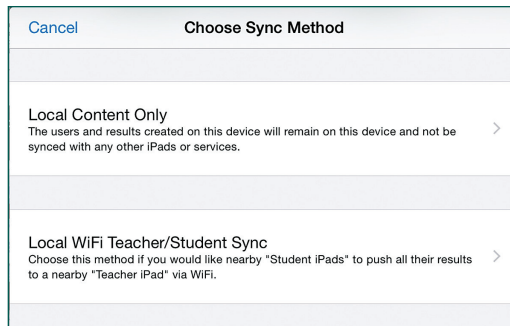 Cancel Choose Sync Method
Local Content Only
The users and results created on this device will remain on this device and not be
synced with any other iPads or services.
Local WiFi Teacher/Student Sync
Choose this method if you would like nearby "Student iPads" to push all their results
to a nearby "Teacher iPad" via WiFi.